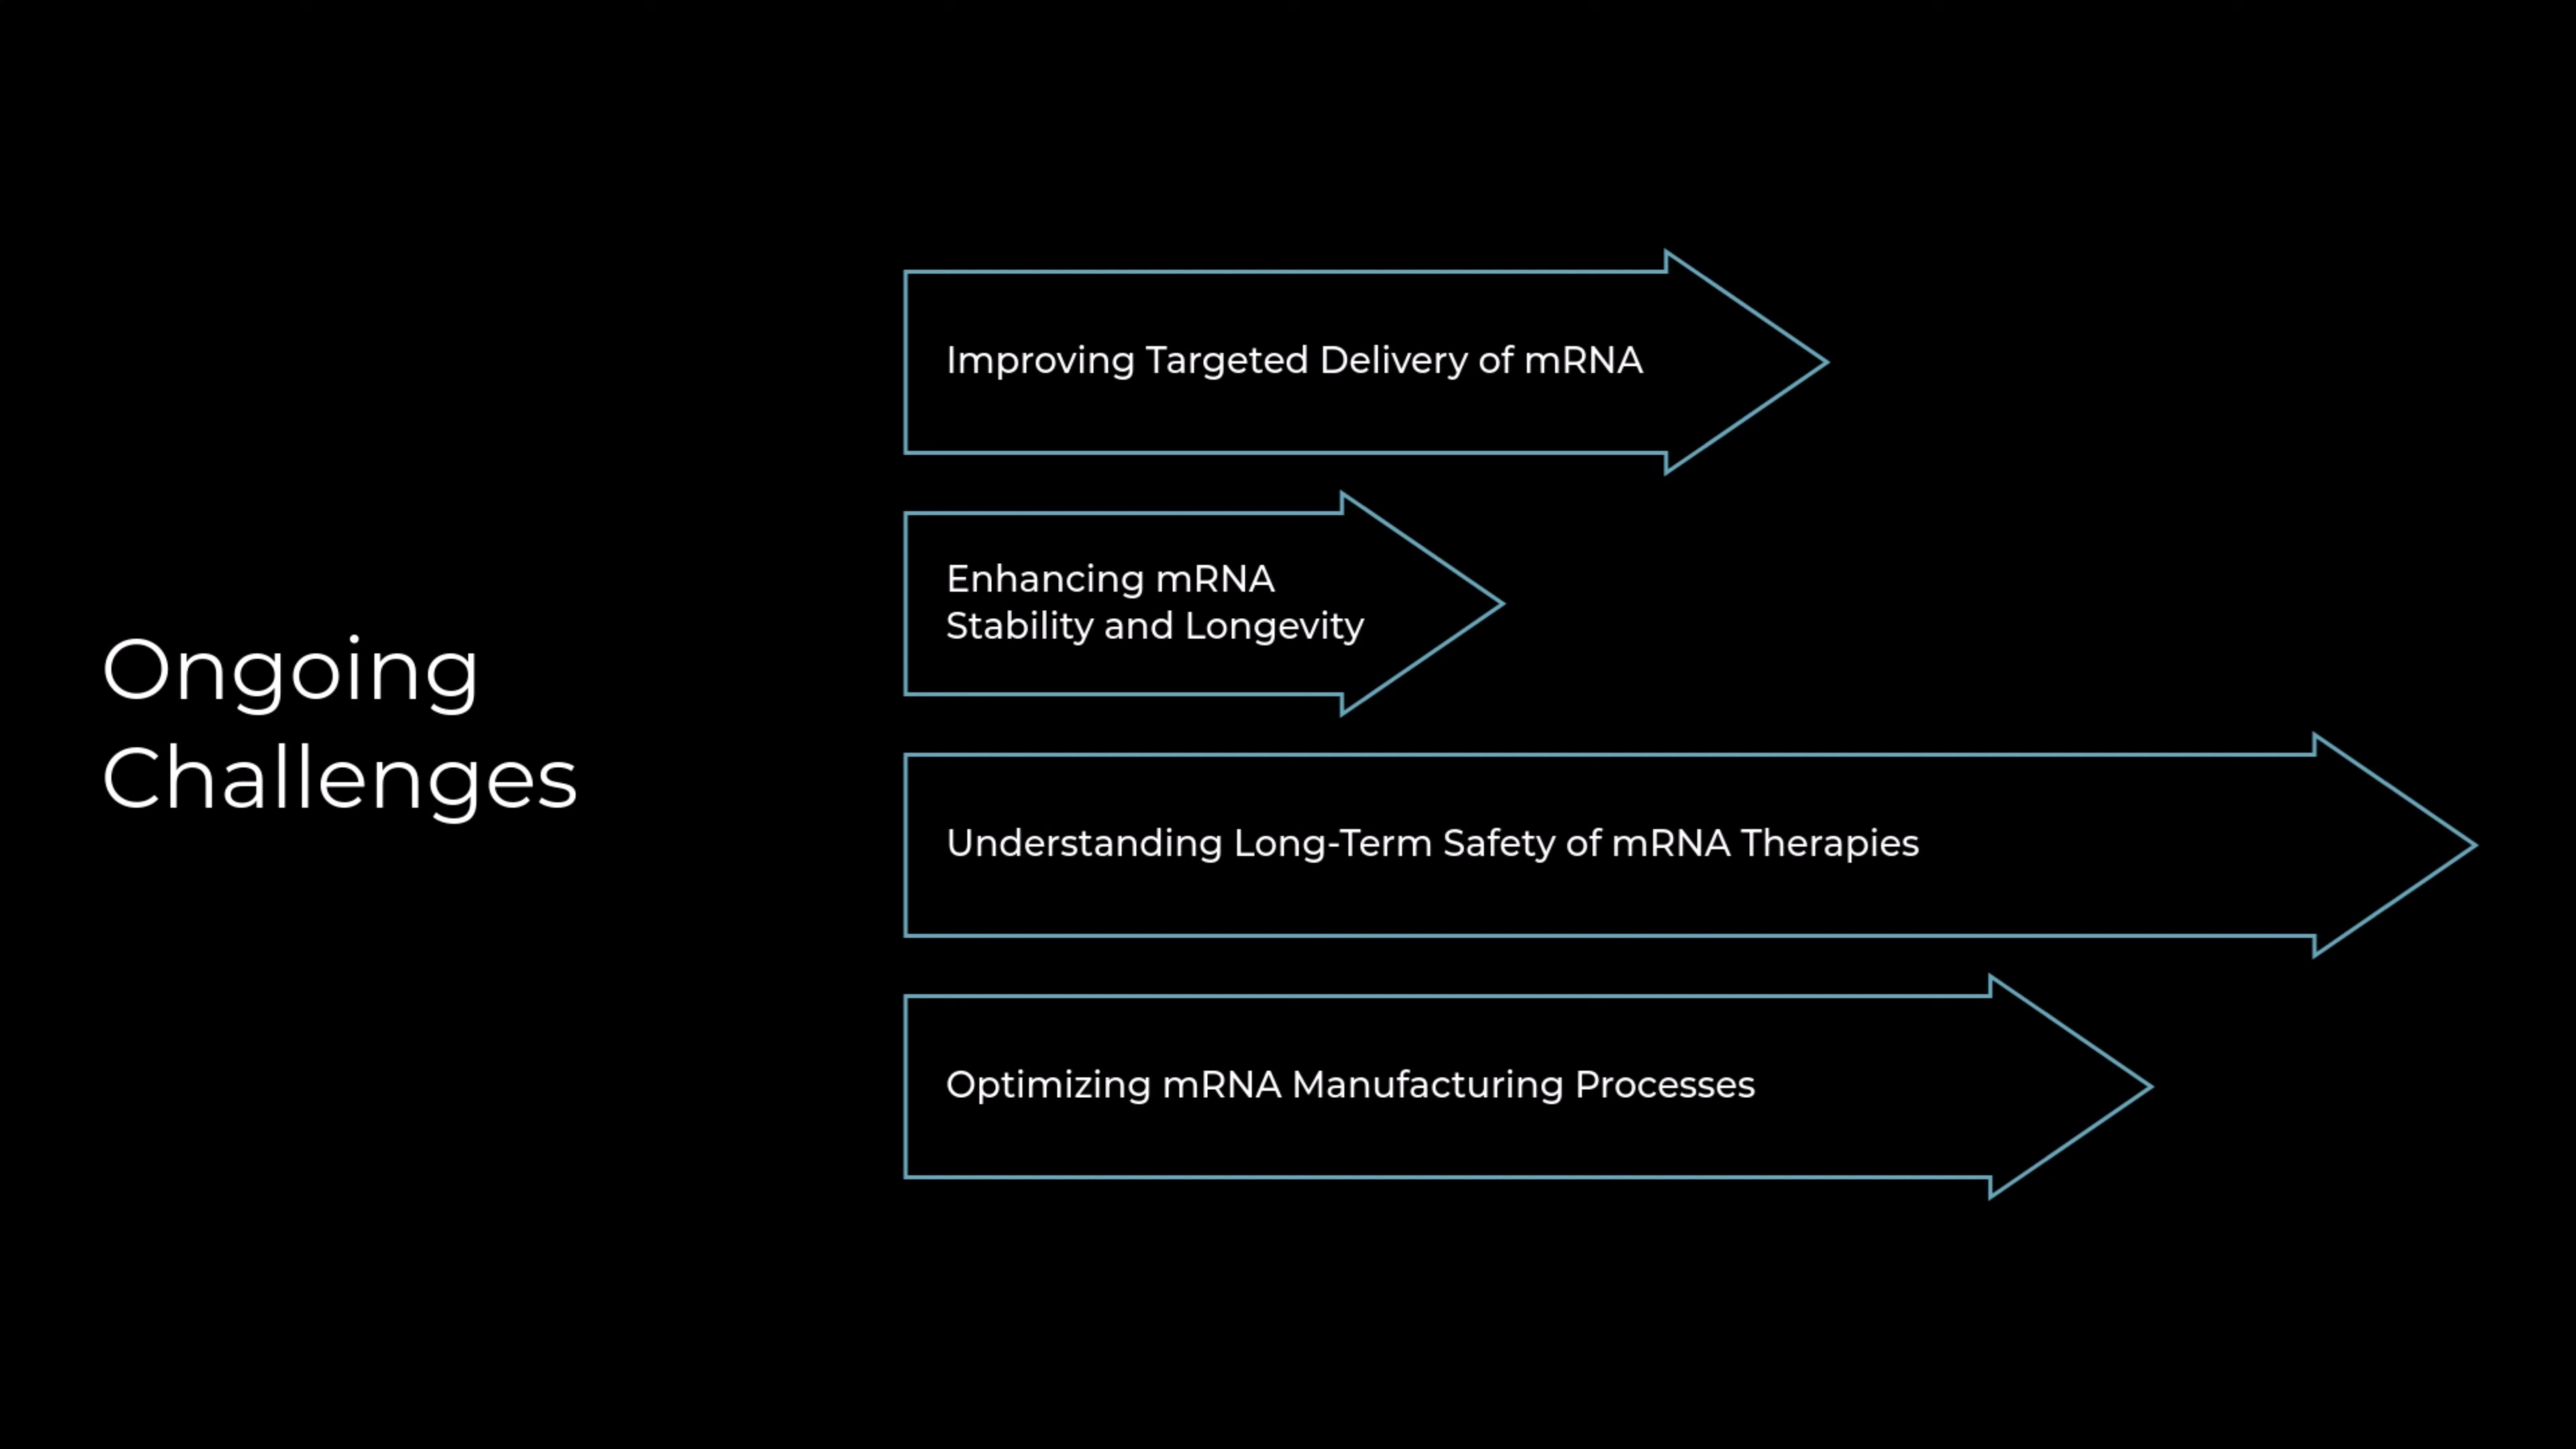 Ongoing
Challenges
Improving Targeted Delivery of mRNA
Enhancing mRNA
Stability and Longevity
Understanding Long-Term Safety of mRNA Therapies
Optimizing mRNA Manufacturing Processes